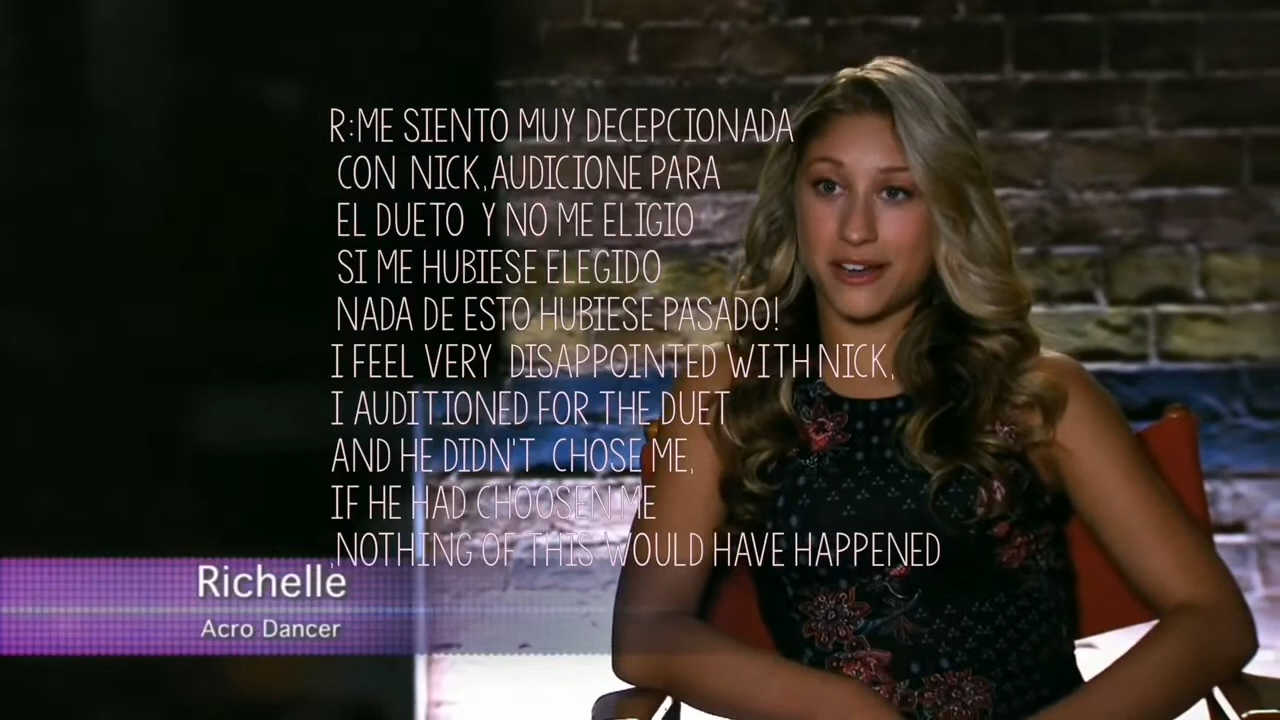 R:ME SIENTO MUY DECEPCIONADA
CON NICK,AUDICIONE PARA
EL DUETO Y NO ME ELIGIO
SI ME HUBIESE ELEGIDO
NADA DE ESTO HUBIESE PASADO!
I FEEL VERY DISAPPOINTED WITH NICK,
I AUDITIONED FOR THE DUET
AND HE DIDN'T CHOSE ME,
IF HE HAD CHOOSEN ME
,NOTHING OF THIS WOULD HAVE HAPPENED
Richelle
Acro Dancer